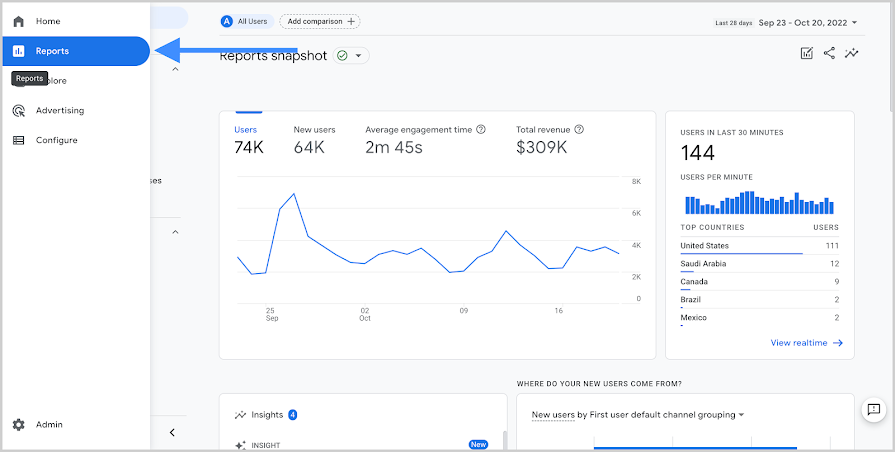 Home
Reports
Reports
plore
Advertising
Configure
ses
Admin
A All Users
Add comparison +
Last 28 days Sep 23 - Oct 20, 2022
Reports snapshot
Users
74K
New users
64K
Average engagement time
2m 45s
Total revenue
$309K
8K
6K
4K
2K
0
25
Sep
02
Oct
09
16
USERS IN LAST 30 MINUTES
144
USERS PER MINUTE
TOP COUNTRIES USERS
United States 111
Saudi Arabia 12
Canada 9
Brazil 2
Mexico 2
View realtime
Insights 4
INSIGHT New
WHERE DO YOUR NEW USERS COME FROM?
New users by First user default channel grouping